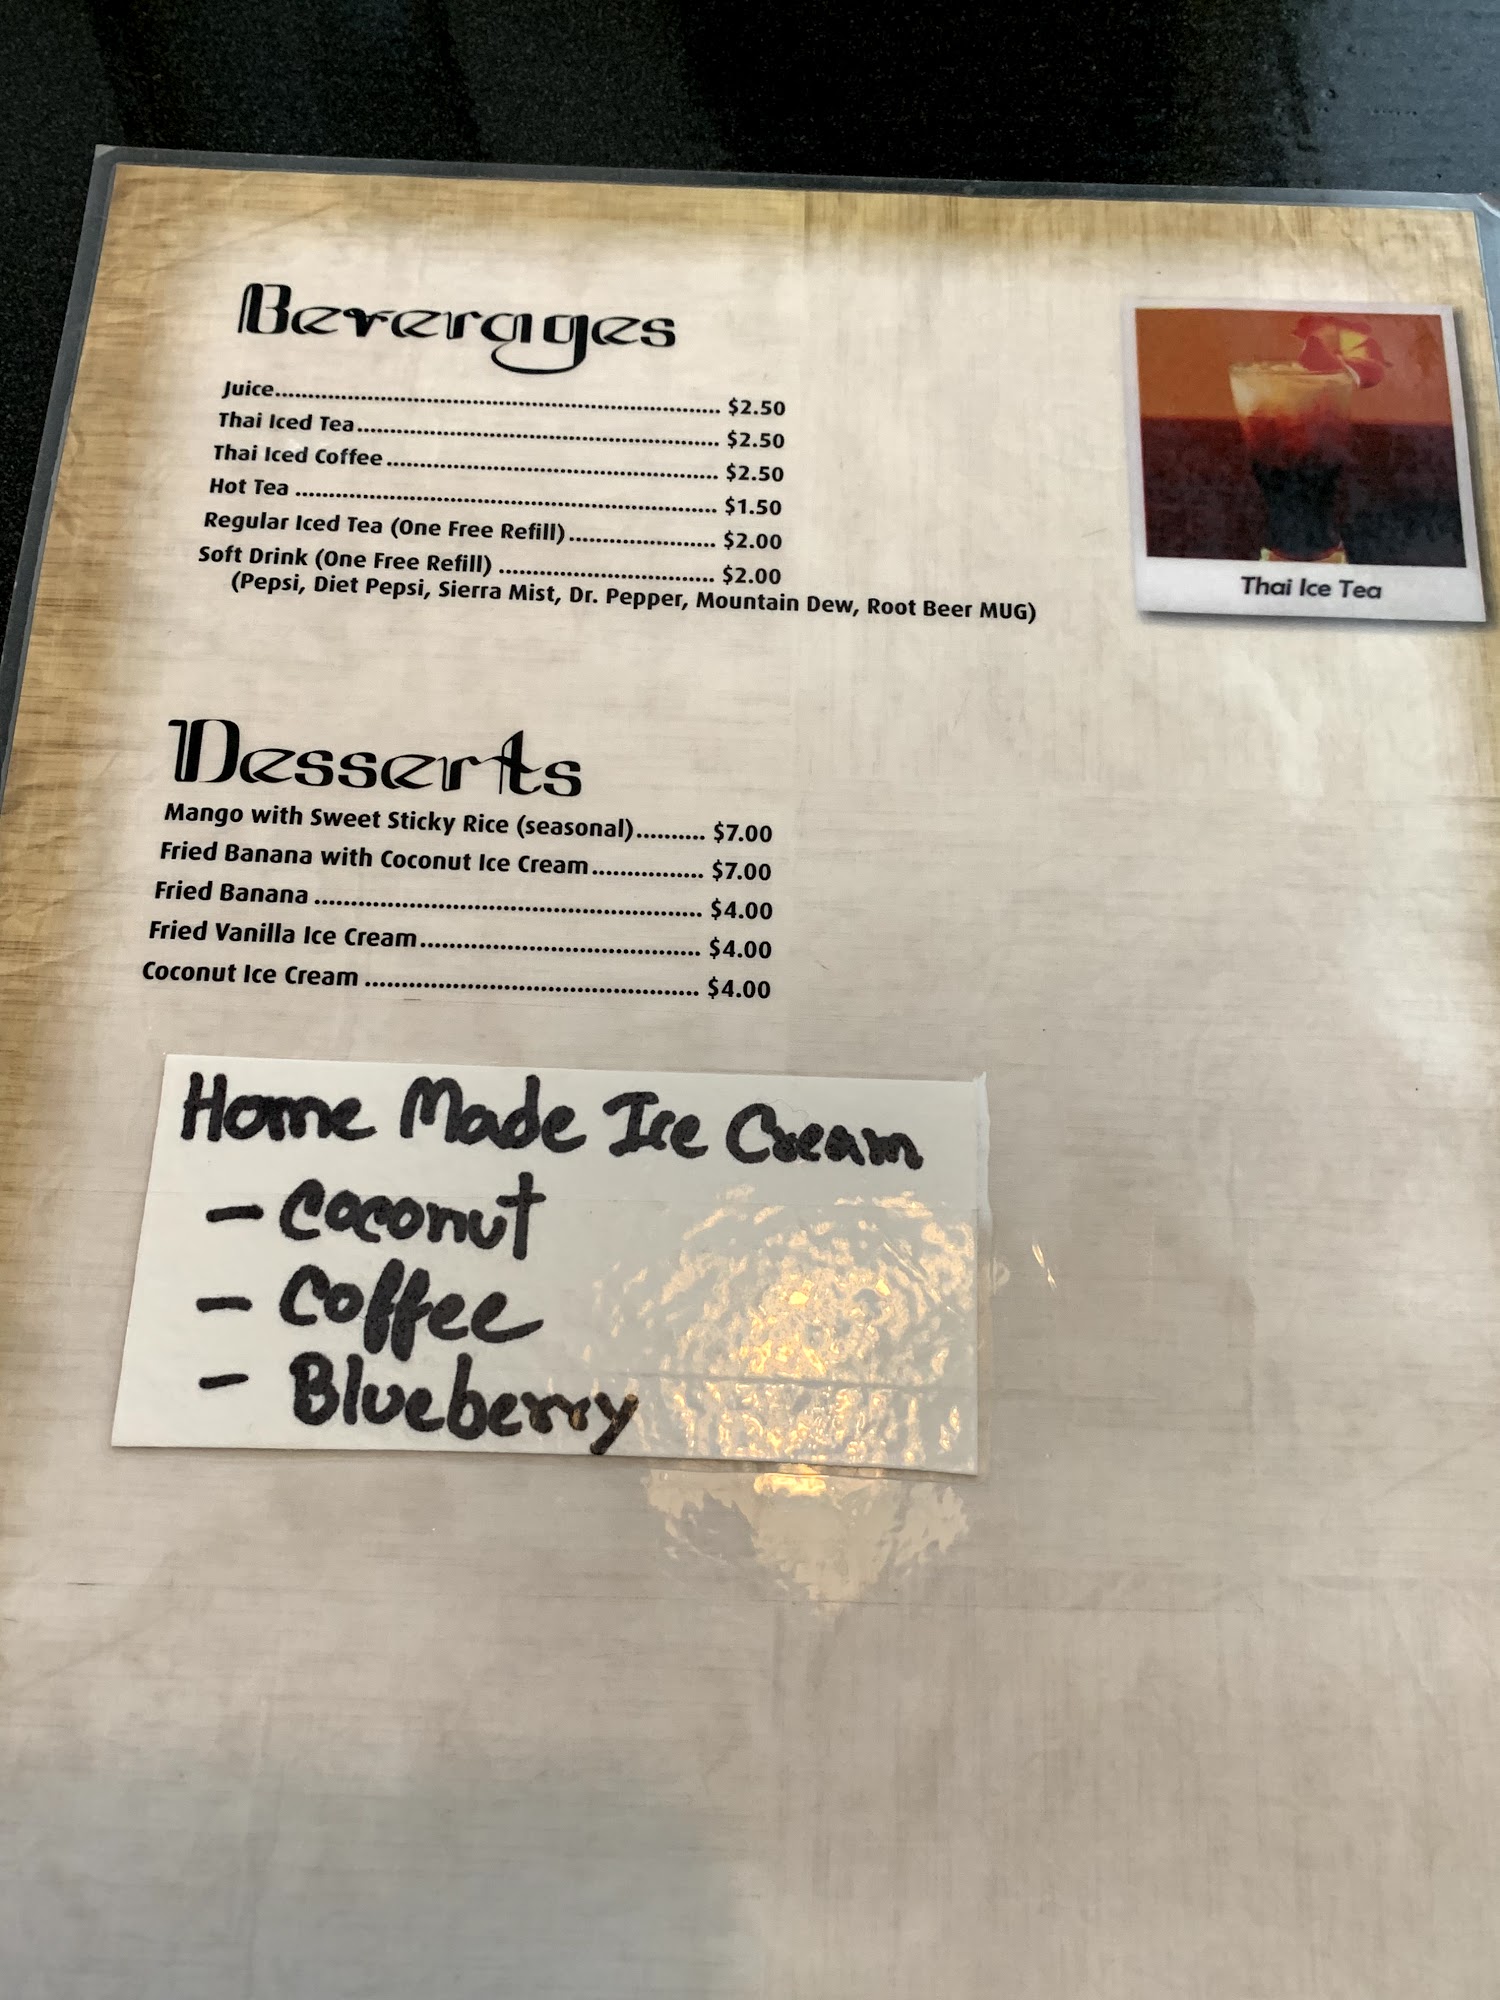 Beverages
Juice........ $2.50
Thai Iced Tea........ $2.50
Thai Iced Coffee........ $2.50
Hot Tea........ $1.50
Regular Iced Tea (One Free Refill)........ $2.00
Soft Drink (One Free Refill)........ $2.00
(Pepsi, Diet Pepsi, Sierra Mist, Dr. Pepper, Mountain Dew, Root Beer MUG)
Thai Ice Tea
Desserts
Mango with Sweet Sticky Rice (seasonal)........ $7.00
Fried Banana with Coconut Ice Cream........ $7.00
Fried Banana........ $4.00
Fried Vanilla Ice Cream........ $4.00
Coconut Ice Cream........ $4.00
Home Made Ice Cream
- Coconut
- Coffee
- Blueberry